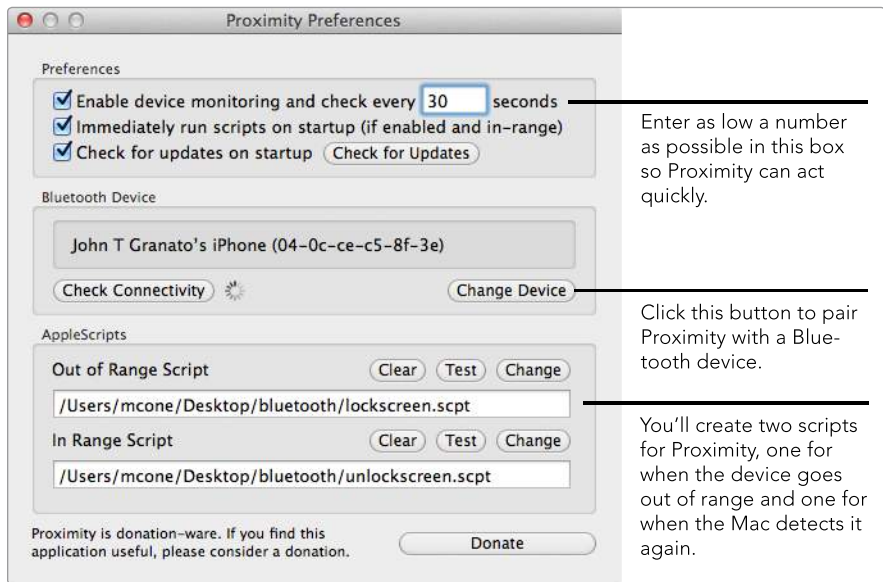 Proximity Preferences
Preferences
Enable device monitoring and check every 30 seconds
Immediately run scripts on startup (if enabled and in-range)
Check for updates on startup Check for Updates
Bluetooth Device
John T Granato's iPhone (04-0c-ce-c5-8f-3e)
Check Connectivity Change Device
AppleScripts
Out of Range Script Clear Test Change
/Users/mcone/Desktop/bluetooth/lockscreen.scpt
In Range Script Clear Test Change
/Users/mcone/Desktop/bluetooth/unlockscreen.scpt
Proximity is donation-ware. If you find this
application useful, please consider a donation.
Donate
Enter as low a number
as possible in this box
so Proximity can act
quickly.
Click this button to pair
Proximity with a Blue-
tooth device.
You'll create two scripts
for Proximity, one for
when the device goes
out of range and one for
when the Mac detects it
again.